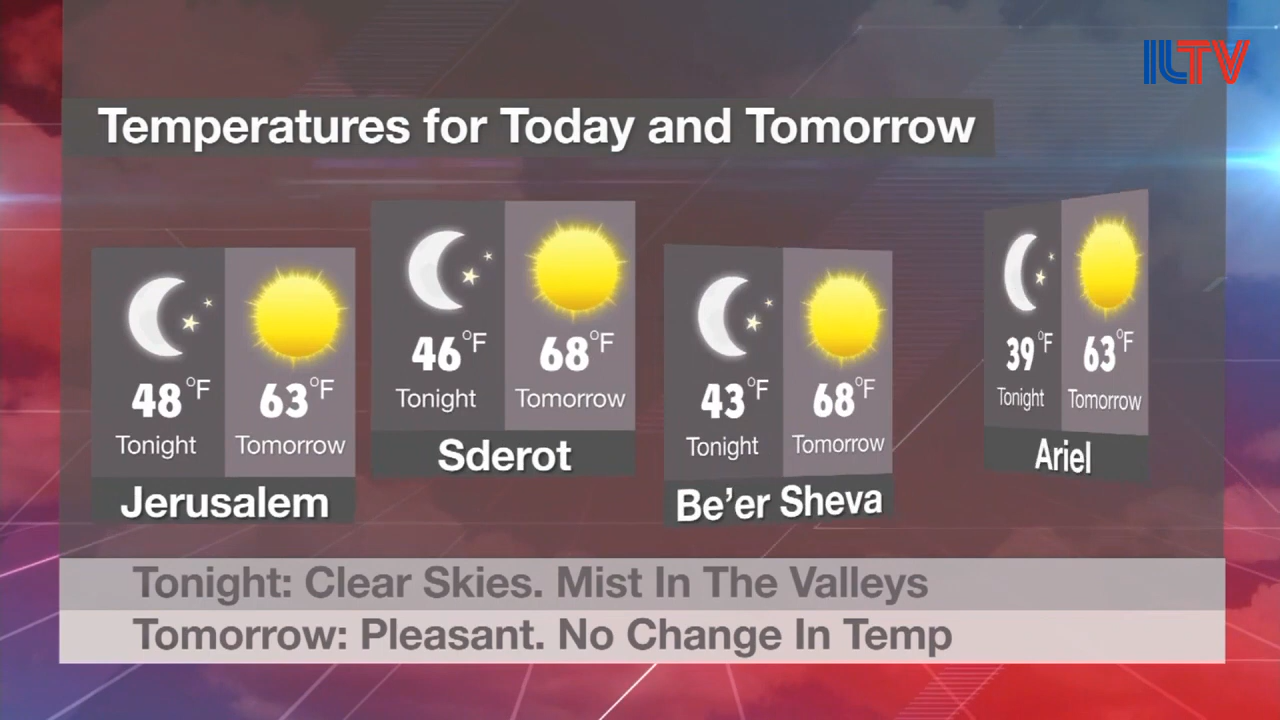 ILTV
Temperatures for Today and Tomorrow
48°F
Tonight
63°F
Tomorrow
Jerusalem
46°F
Tonight
68°F
Tomorrow
Sderot
43°F
Tonight
68°F
Tomorrow
Be’er Sheva
39°F
Tonight
63°F
Tomorrow
Ariel
Tonight: Clear Skies. Mist In The Valleys
Tomorrow: Pleasant. No Change In Temp